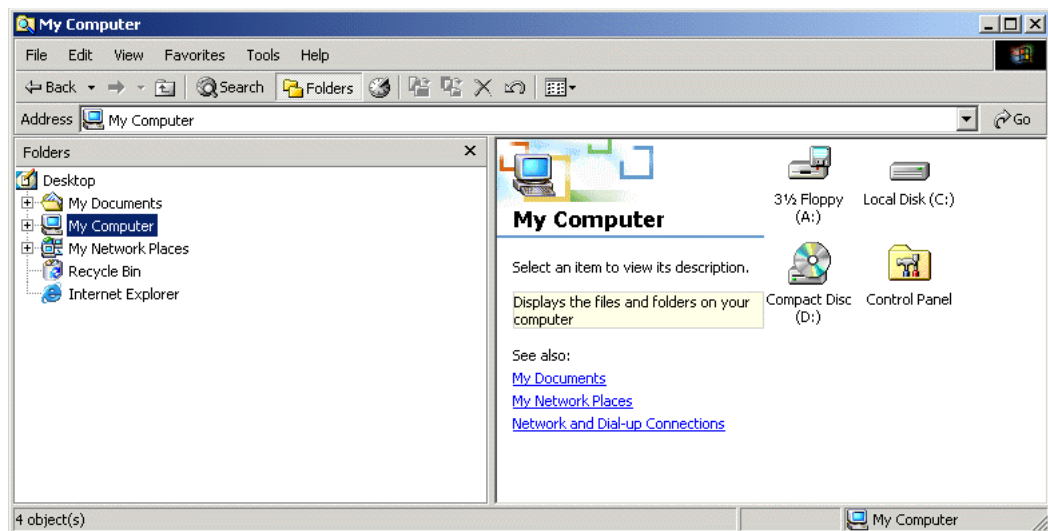 My Computer
File Edit View Favorites Tools Help
Back Search Folders
Address My Computer Go
Folders
Desktop
My Documents
My Computer
My Network Places
Recycle Bin
Internet Explorer
My Computer
Select an item to view its description.
Displays the files and folders on your
computer
See also:
My Documents
My Network Places
Network and Dial-up Connections
3½ Floppy
(A:)
Local Disk (C:)
Compact Disc
(D:)
Control Panel
4 object(s)
My Computer